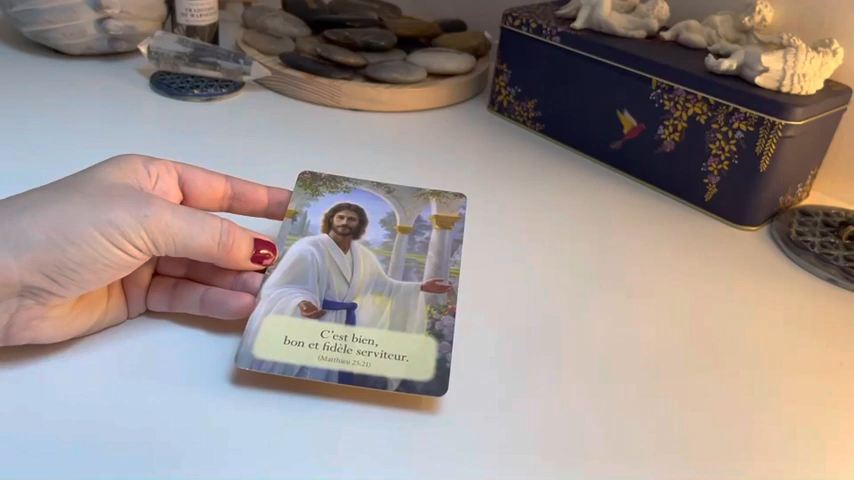 C'est bien,
bon et fidèle serviteur.
(Matthieu 25:21)